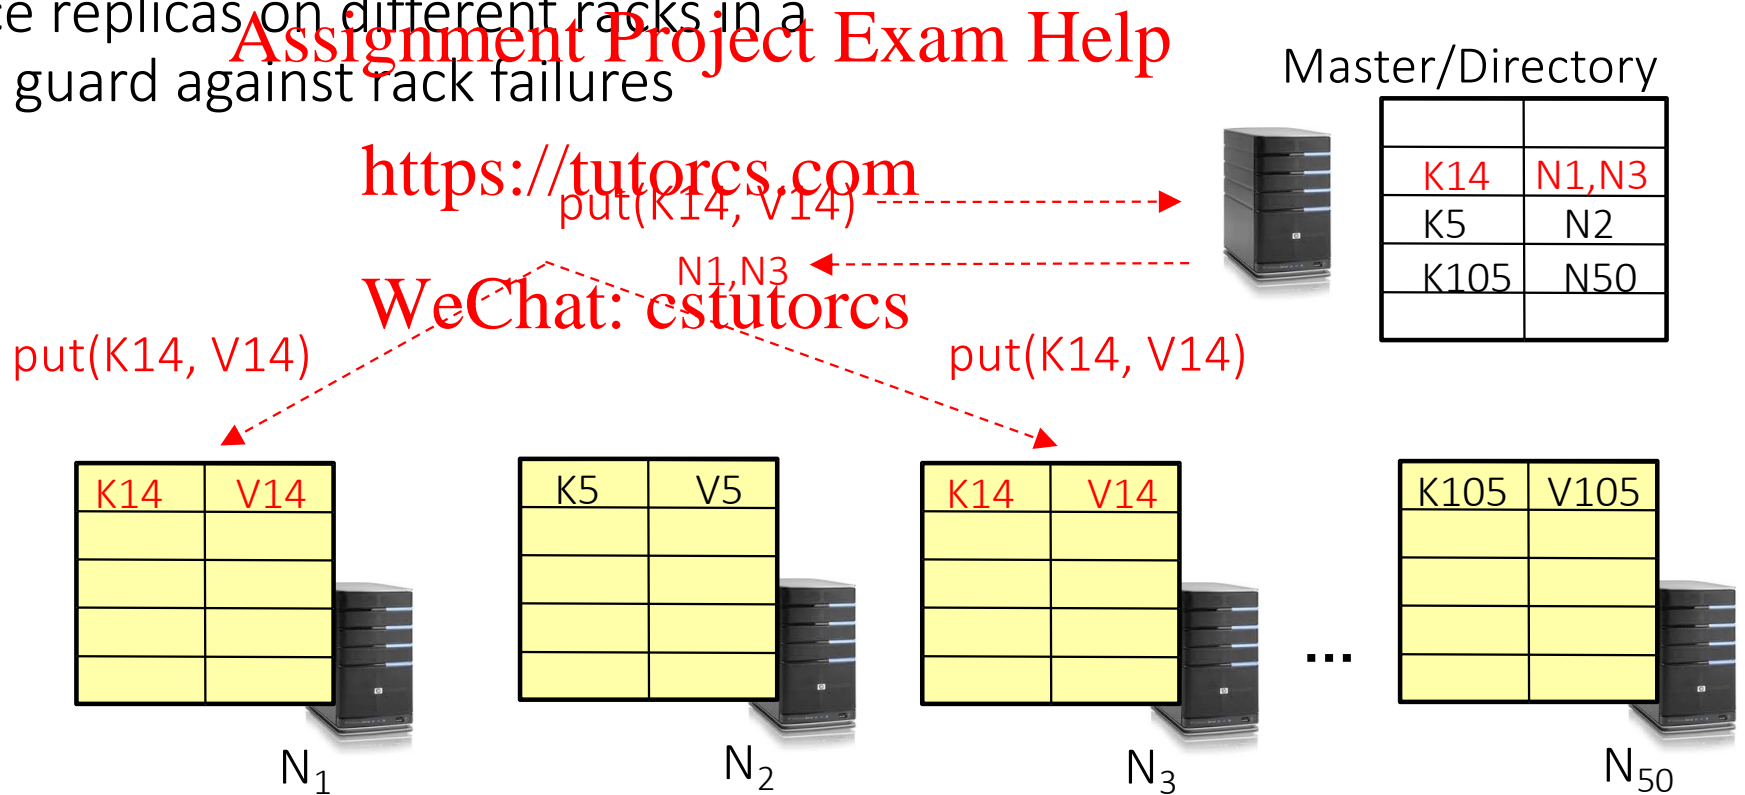 ce replicas on different racks in a
Assignment Project Exam Help
guard against rack failures
Master/Directory
https://tutorcs.com
put(K14, V14)
K14 N1,N3
K5 N2
N1,N3
K105 N50
WeChat: cstutorcs
put(K14, V14)
put(K14, V14)
K14 V14
K5 V5
K14 V14
K105 V105
...
N1
N2
N3
N50